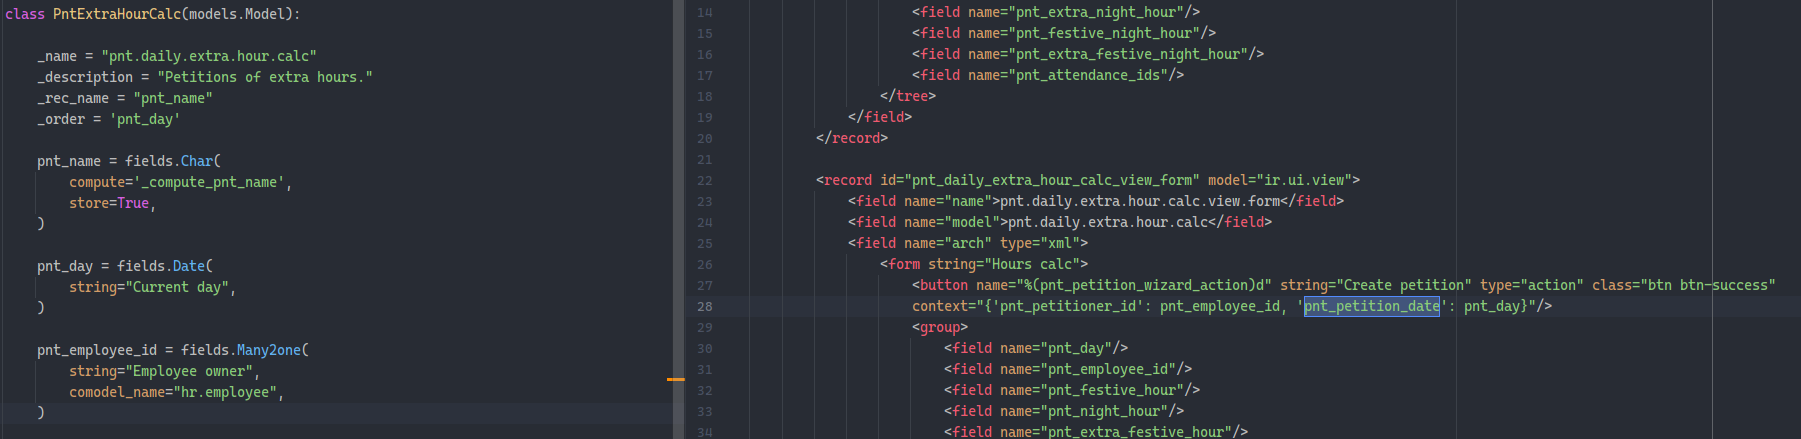 class PntExtraHourCalc(models.Model):
_name = "pnt.daily.extra.hour.calc"
_description = "Petitions of extra hours."
_rec_name = "pnt_name"
_order = 'pnt_day'
pnt_name = fields.Char(
compute='_compute_pnt_name',
store=True,
)
pnt_day = fields.Date(
string="Current day",
)
pnt_employee_id = fields.Many2one(
string="Employee owner",
comodel_name="hr.employee",
)
14 <field name="pnt_extra_night_hour"/>
15 <field name="pnt_festive_night_hour"/>
16 <field name="pnt_extra_festive_night_hour"/>
17 <field name="pnt_attendance_ids"/>
18 </tree>
19 </field>
20 </record>
21
22 <record id="pnt_daily_extra_hour_calc_view_form" model="ir.ui.view">
23 <field name="name">pnt.daily.extra.hour.calc.view.form</field>
24 <field name="model">pnt.daily.extra.hour.calc</field>
25 <field name="arch" type="xml">
26 <form string="Hours calc">
27 <button name="%(pnt_petition_wizard_action)d" string="Create petition" type="action" class="btn btn-success"
28 context="{'pnt_petitioner_id': pnt_employee_id, 'pnt_petition_date': pnt_day}"/>
29 <group>
30 <field name="pnt_day"/>
31 <field name="pnt_employee_id"/>
32 <field name="pnt_festive_hour"/>
33 <field name="pnt_night_hour"/>
34 <field name="pnt_extra_festive_hour"/>